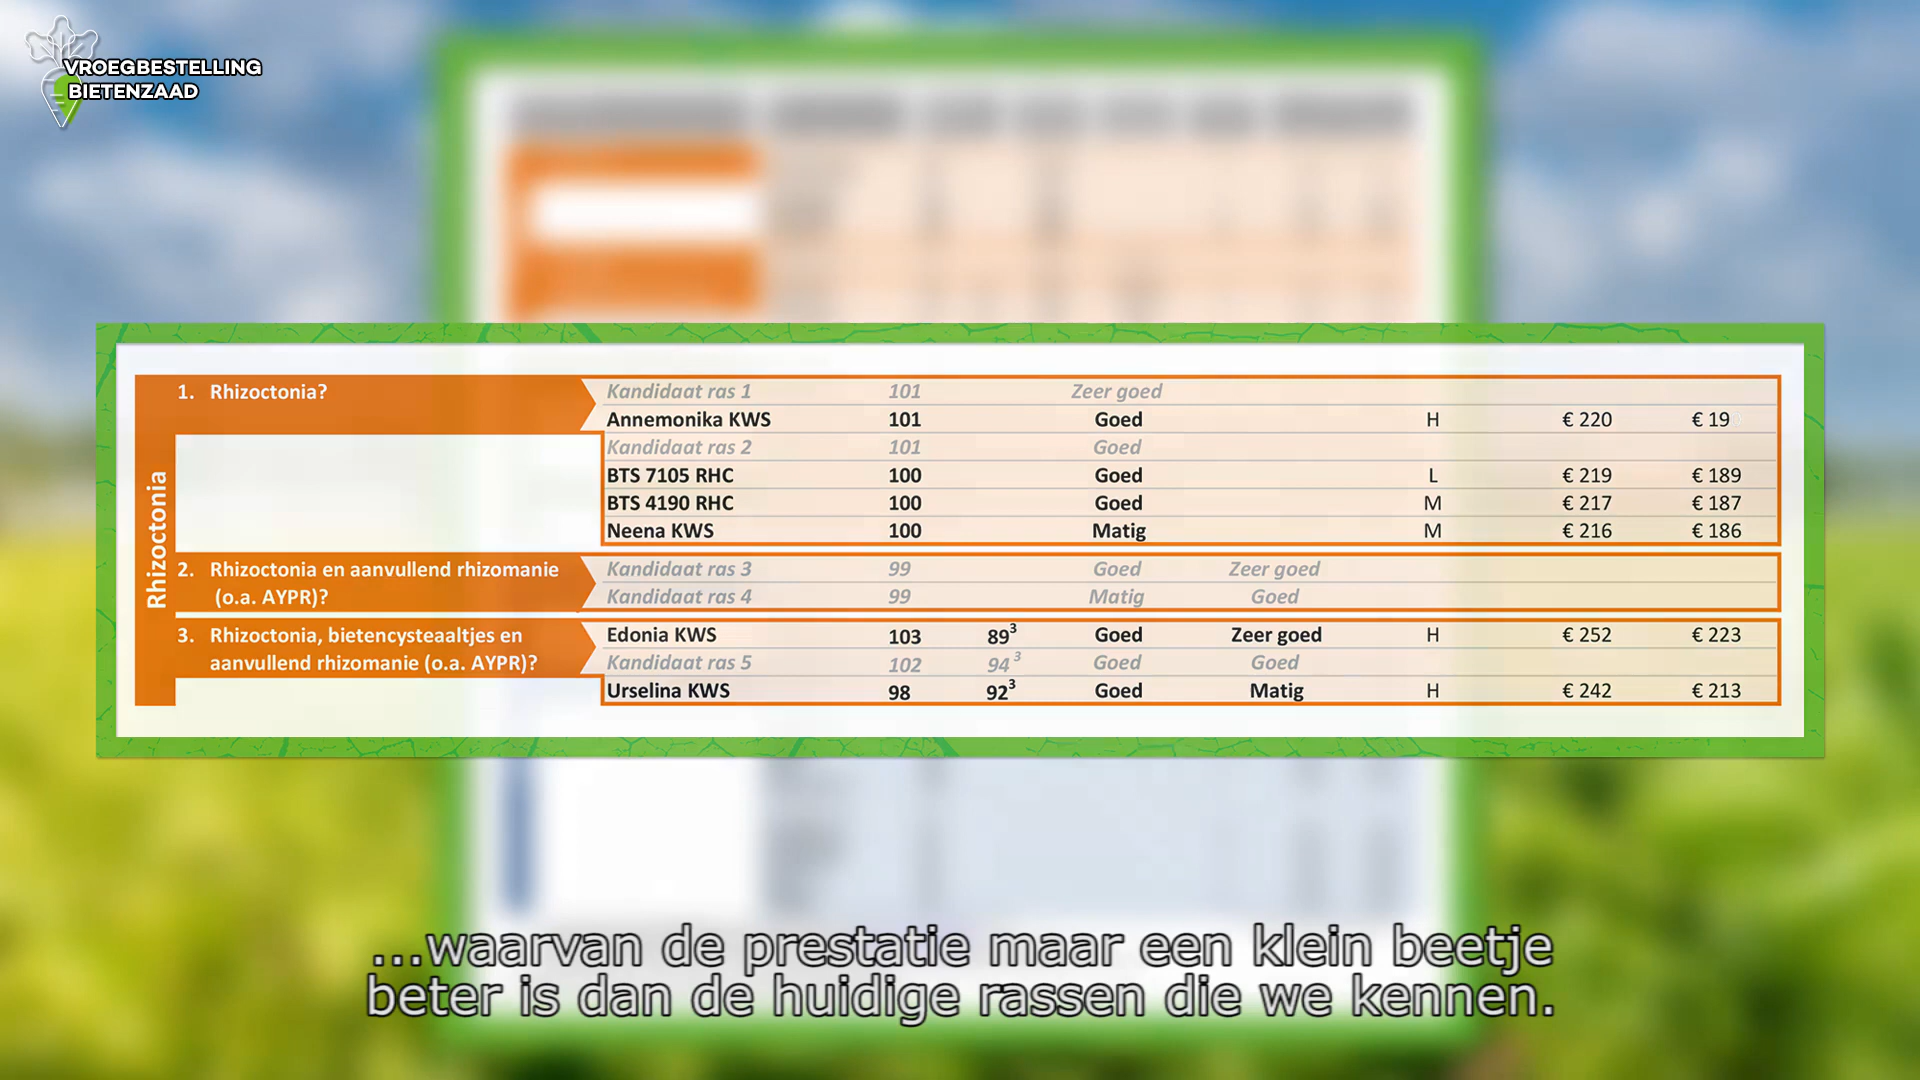 VROEGBESTELLING
BIETENZAAD
Rhizoctonia
1. Rhizoctonia?
Kandidaat ras 1 101 Zeer goed
Annemonika KWS 101 Goed H € 220 € 19
Kandidaat ras 2 101 Goed
BTS 7105 RHC 100 Goed L € 219 € 189
BTS 4190 RHC 100 Goed M € 217 € 187
Neena KWS 100 Matig M € 216 € 186
2. Rhizoctonia en aanvullend rhizomanie
(o.a. AYPR)?
Kandidaat ras 3 99 Goed Zeer goed
Kandidaat ras 4 99 Matig Goed
3. Rhizoctonia, bietencysteaaltjes en
aanvullend rhizomanie (o.a. AYPR)?
Edonia KWS 103 89³ Goed Zeer goed H € 252 € 223
Kandidaat ras 5 102 94³ Goed Goed
Urselina KWS 98 92³ Goed Matig H € 242 € 213
...waarvan de prestatie maar een klein beetje
beter is dan de huidige rassen die we kennen.